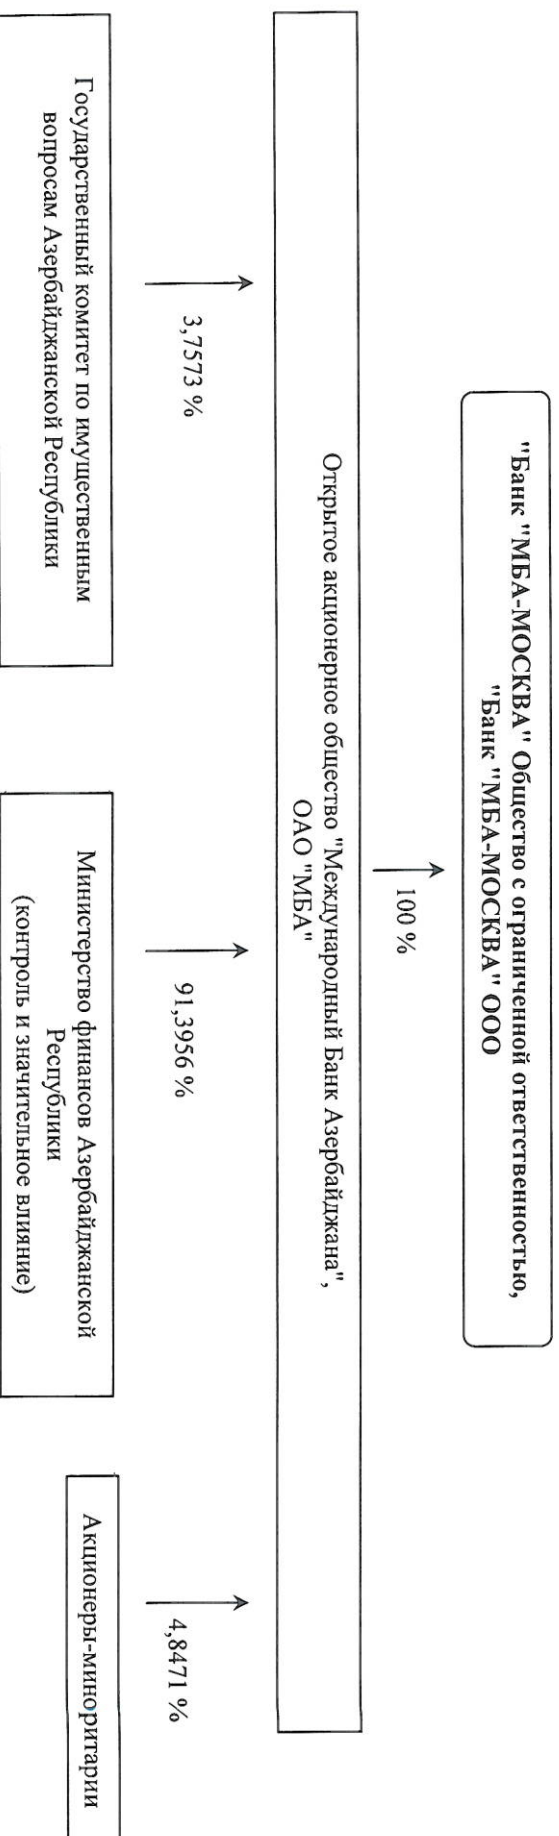 "Банк "МБА-МОСКВА" Общество с ограниченной ответственностью,
"Банк "МБА-МОСКВА" ООО
100 %
Открытое акционерное общество "Международный Банк Азербайджана",
ОАО "МБА"
3,7573 %
91,3956 %
4,8471 %
Государственный комитет по имущественным
вопросам Азербайджанской Республики
Министерство финансов Азербайджанской
Республики
(контроль и значительное влияние)
Акционеры-миноритарии